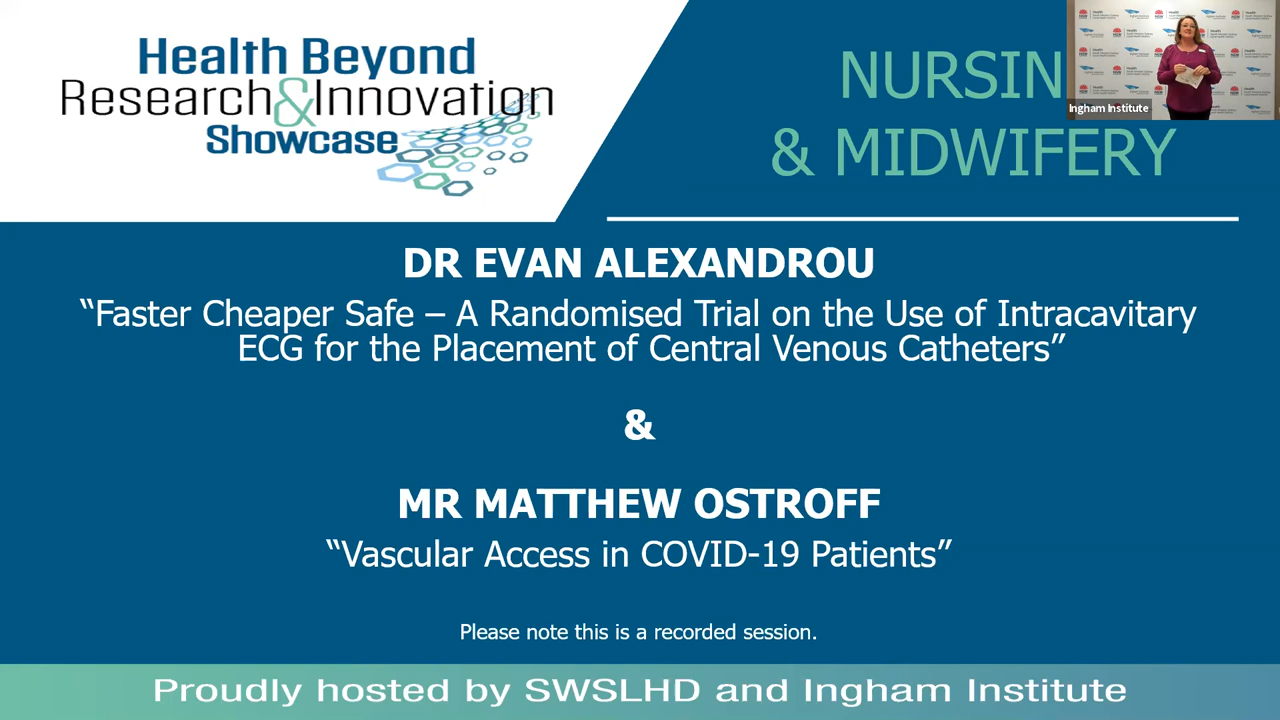 Health Beyond
Research&Innovation
Showcase
NURSIN
& MIDWIFERY
Ingham Institute
DR EVAN ALEXANDROU
“Faster Cheaper Safe – A Randomised Trial on the Use of Intracavitary
ECG for the Placement of Central Venous Catheters”
&
MR MATTHEW OSTROFF
“Vascular Access in COVID-19 Patients”
Please note this is a recorded session.
Proudly hosted by SWSLHD and Ingham Institute